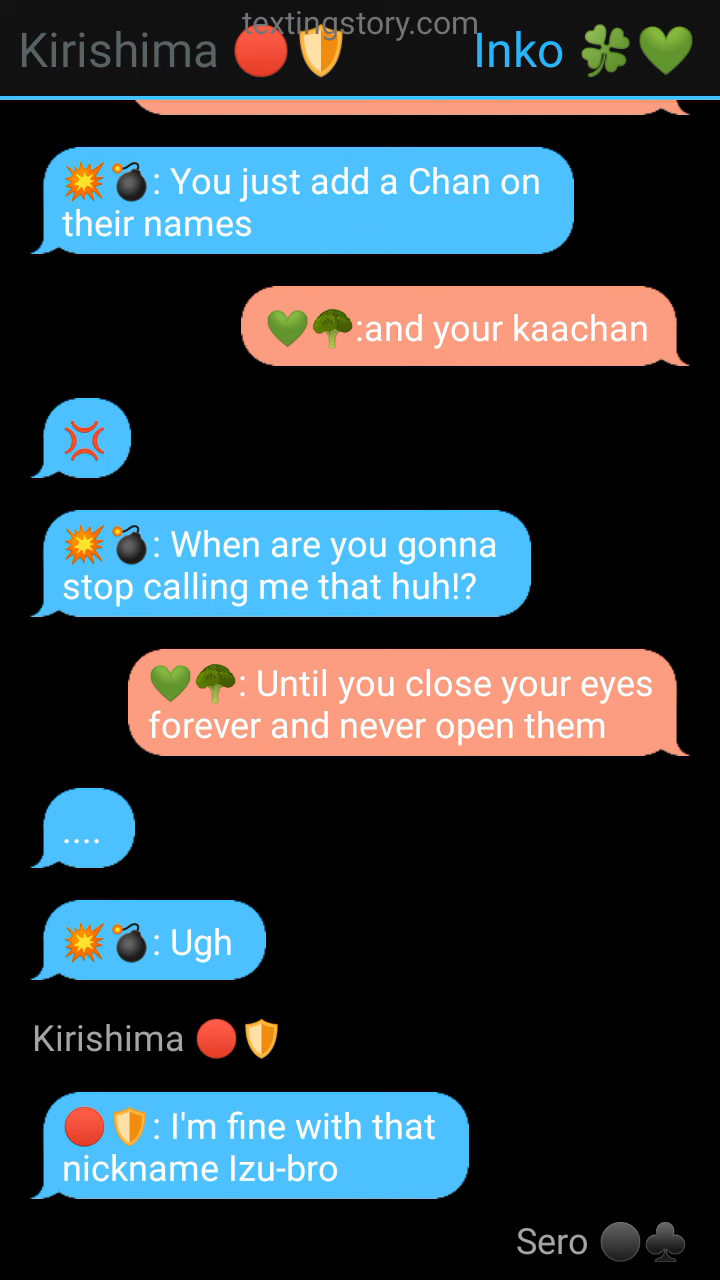 textingstory.com
Kirishima 🔴🛡️
Inko 🍀💚
💥💣: You just add a Chan on
their names
💚🥦:and your kaachan
💢
💥💣: When are you gonna
stop calling me that huh!?
💚🥦: Until you close your eyes
forever and never open them
....
💥💣: Ugh
Kirishima 🔴🛡️
🔴🛡️: I'm fine with that
nickname Izu-bro
Sero ⚫♣️